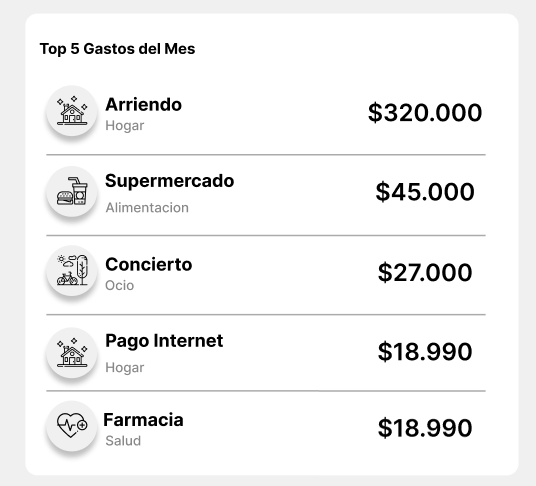 Top 5 Gastos del Mes
Arriendo
Hogar
$320.000
Supermercado
Alimentacion
$45.000
Concierto
Ocio
$27.000
Pago Internet
Hogar
$18.990
Farmacia
Salud
$18.990